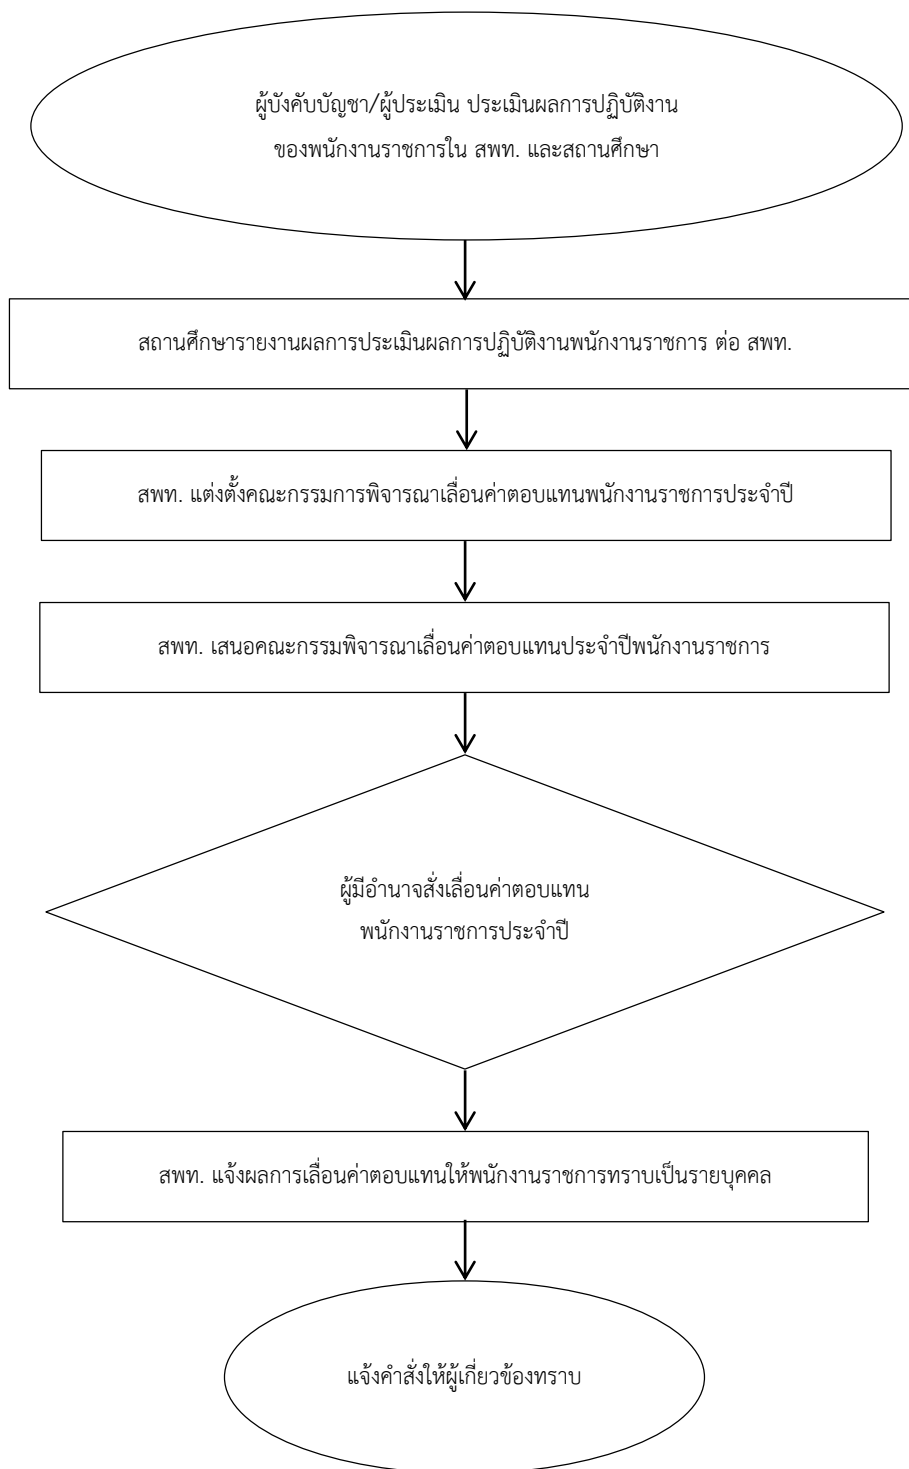 ผู้บังคับบัญชา/ผู้ประเมิน ประเมินผลการปฏิบัติงาน
ของพนักงานราชการใน สพท. และสถานศึกษา
สถานศึกษารายงานผลการประเมินผลการปฏิบัติงานพนักงานราชการ ต่อ สพท.
สพท. แต่งตั้งคณะกรรมการพิจารณาเลื่อนค่าตอบแทนพนักงานราชการประจำปี
สพท. เสนอคณะกรรมพิจารณาเลื่อนค่าตอบแทนประจำปีพนักงานราชการ
ผู้มีอำนาจสั่งเลื่อนค่าตอบแทน
พนักงานราชการประจำปี
สพท. แจ้งผลการเลื่อนค่าตอบแทนให้พนักงานราชการทราบเป็นรายบุคคล
แจ้งคำสั่งให้ผู้เกี่ยวข้องทราบ